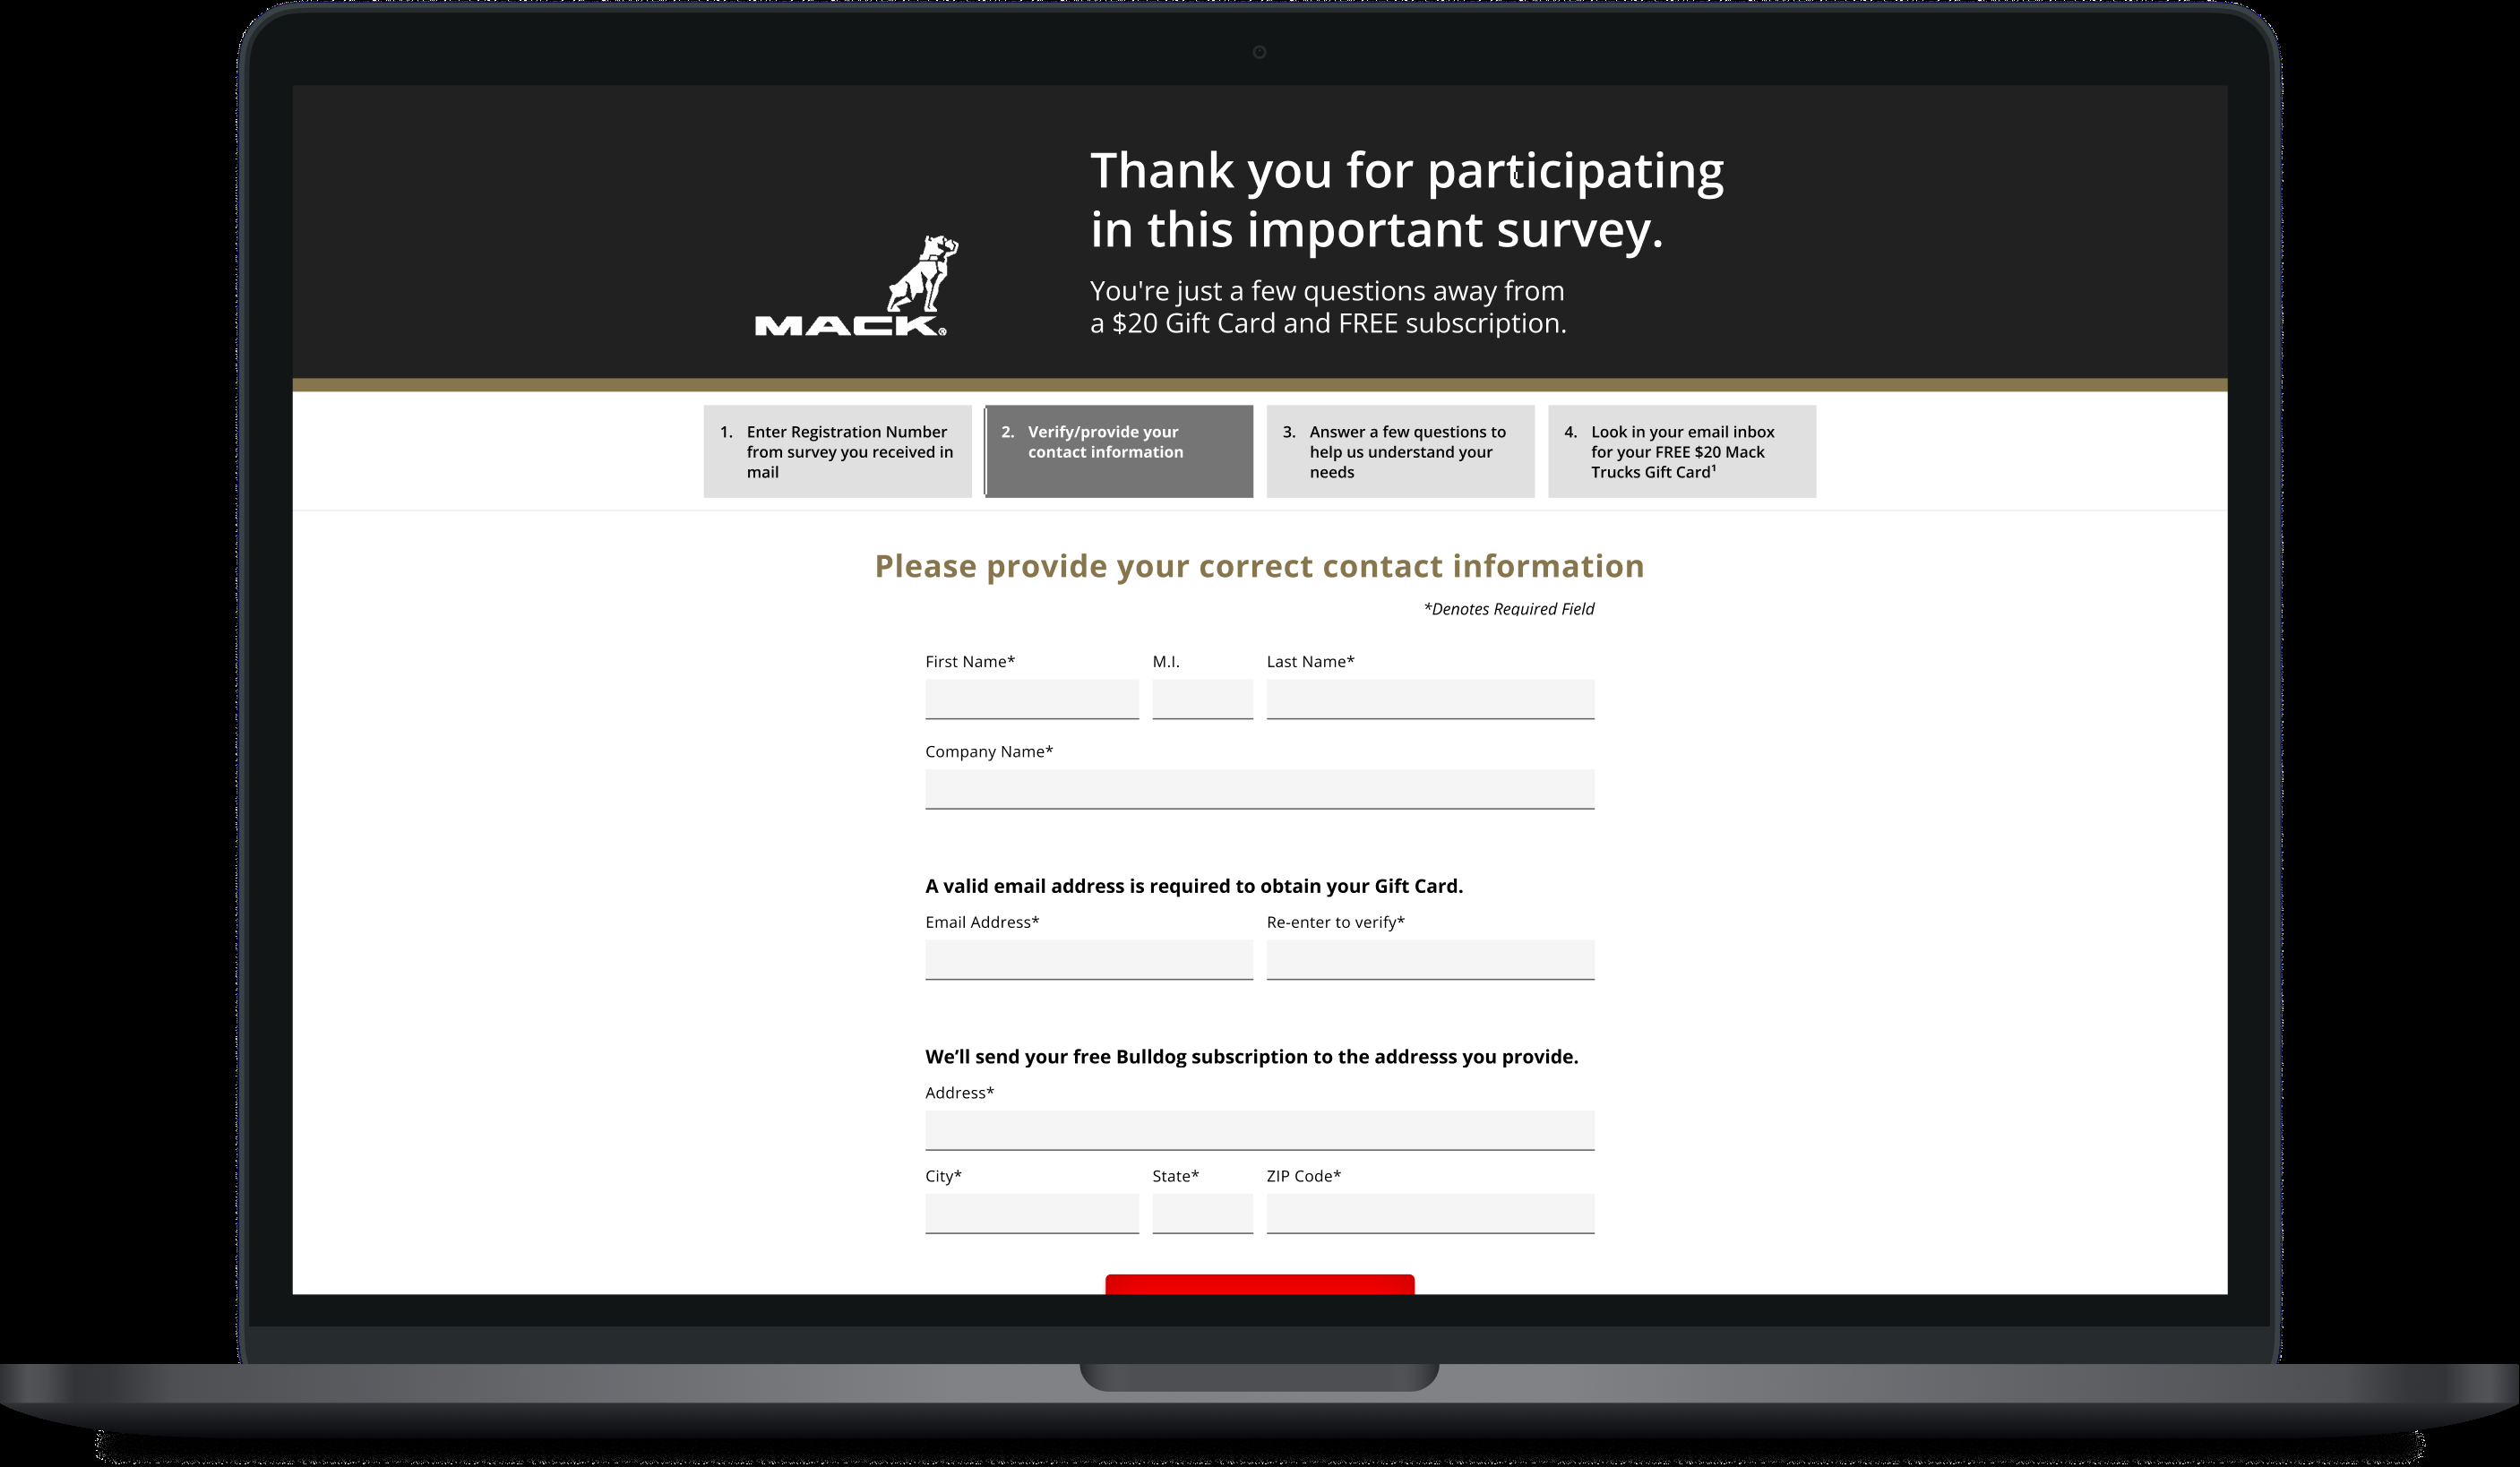 Thank you for participating
in this important survey.
You're just a few questions away from
a $20 Gift Card and FREE subscription.
MACK®
1. Enter Registration Number
from survey you received in
mail
2. Verify/provide your
contact information
3. Answer a few questions to
help us understand your
needs
4. Look in your email inbox
for your FREE $20 Mack
Trucks Gift Card¹
Please provide your correct contact information
*Denotes Required Field
First Name* M.I. Last Name*
Company Name*
A valid email address is required to obtain your Gift Card.
Email Address* Re-enter to verify*
We’ll send your free Bulldog subscription to the addresss you provide.
Address*
City* State* ZIP Code*